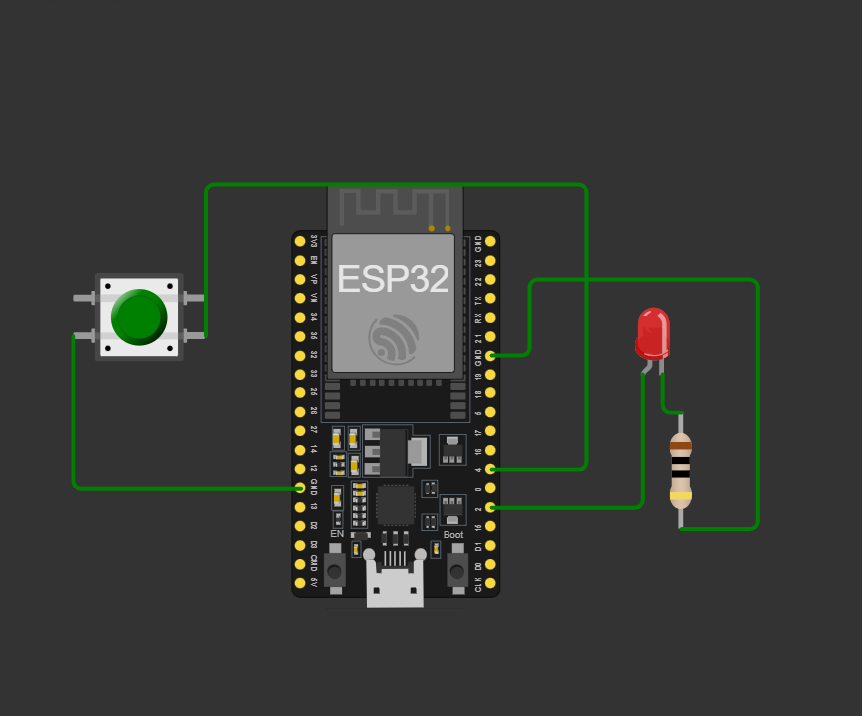 ESP32
3V3
EN
VP
VN
34
35
32
33
25
26
27
14
12
GND
13
D2
D3
CMD
5V
GND
23
22
TX
RX
21
GND
19
18
5
17
16
4
0
2
15
D1
D0
CLK
EN
Boot